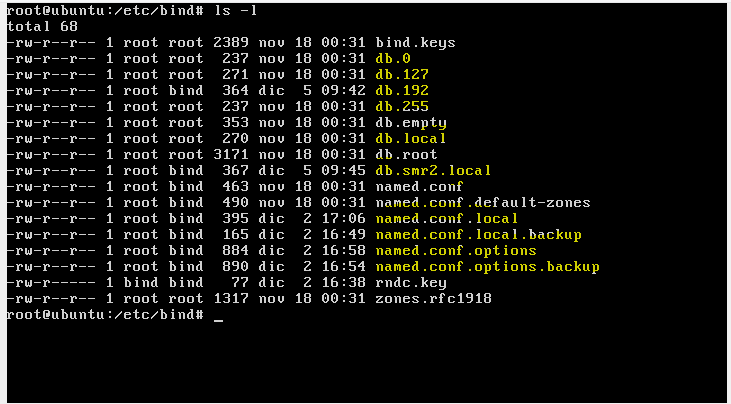 root@ubuntu:/etc/bind# ls -l
total 68
-rw-r--r-- 1 root root 2389 nov 18 00:31 bind.keys
-rw-r--r-- 1 root root  237 nov 18 00:31 db.0
-rw-r--r-- 1 root root  271 nov 18 00:31 db.127
-rw-r--r-- 1 root bind  364 dic  5 09:42 db.192
-rw-r--r-- 1 root root  237 nov 18 00:31 db.255
-rw-r--r-- 1 root root  353 nov 18 00:31 db.empty
-rw-r--r-- 1 root root  270 nov 18 00:31 db.local
-rw-r--r-- 1 root root 3171 nov 18 00:31 db.root
-rw-r--r-- 1 root bind  367 dic  5 09:45 db.smr2.local
-rw-r--r-- 1 root bind  463 nov 18 00:31 named.conf
-rw-r--r-- 1 root bind  490 nov 18 00:31 named.conf.default-zones
-rw-r--r-- 1 root bind  395 dic  2 17:06 named.conf.local
-rw-r--r-- 1 root bind  165 dic  2 16:49 named.conf.local.backup
-rw-r--r-- 1 root bind  884 dic  2 16:58 named.conf.options
-rw-r--r-- 1 root bind  890 dic  2 16:54 named.conf.options.backup
-rw-r----- 1 bind bind   77 dic  2 16:38 rndc.key
-rw-r--r-- 1 root root 1317 nov 18 00:31 zones.rfc1918
root@ubuntu:/etc/bind# _